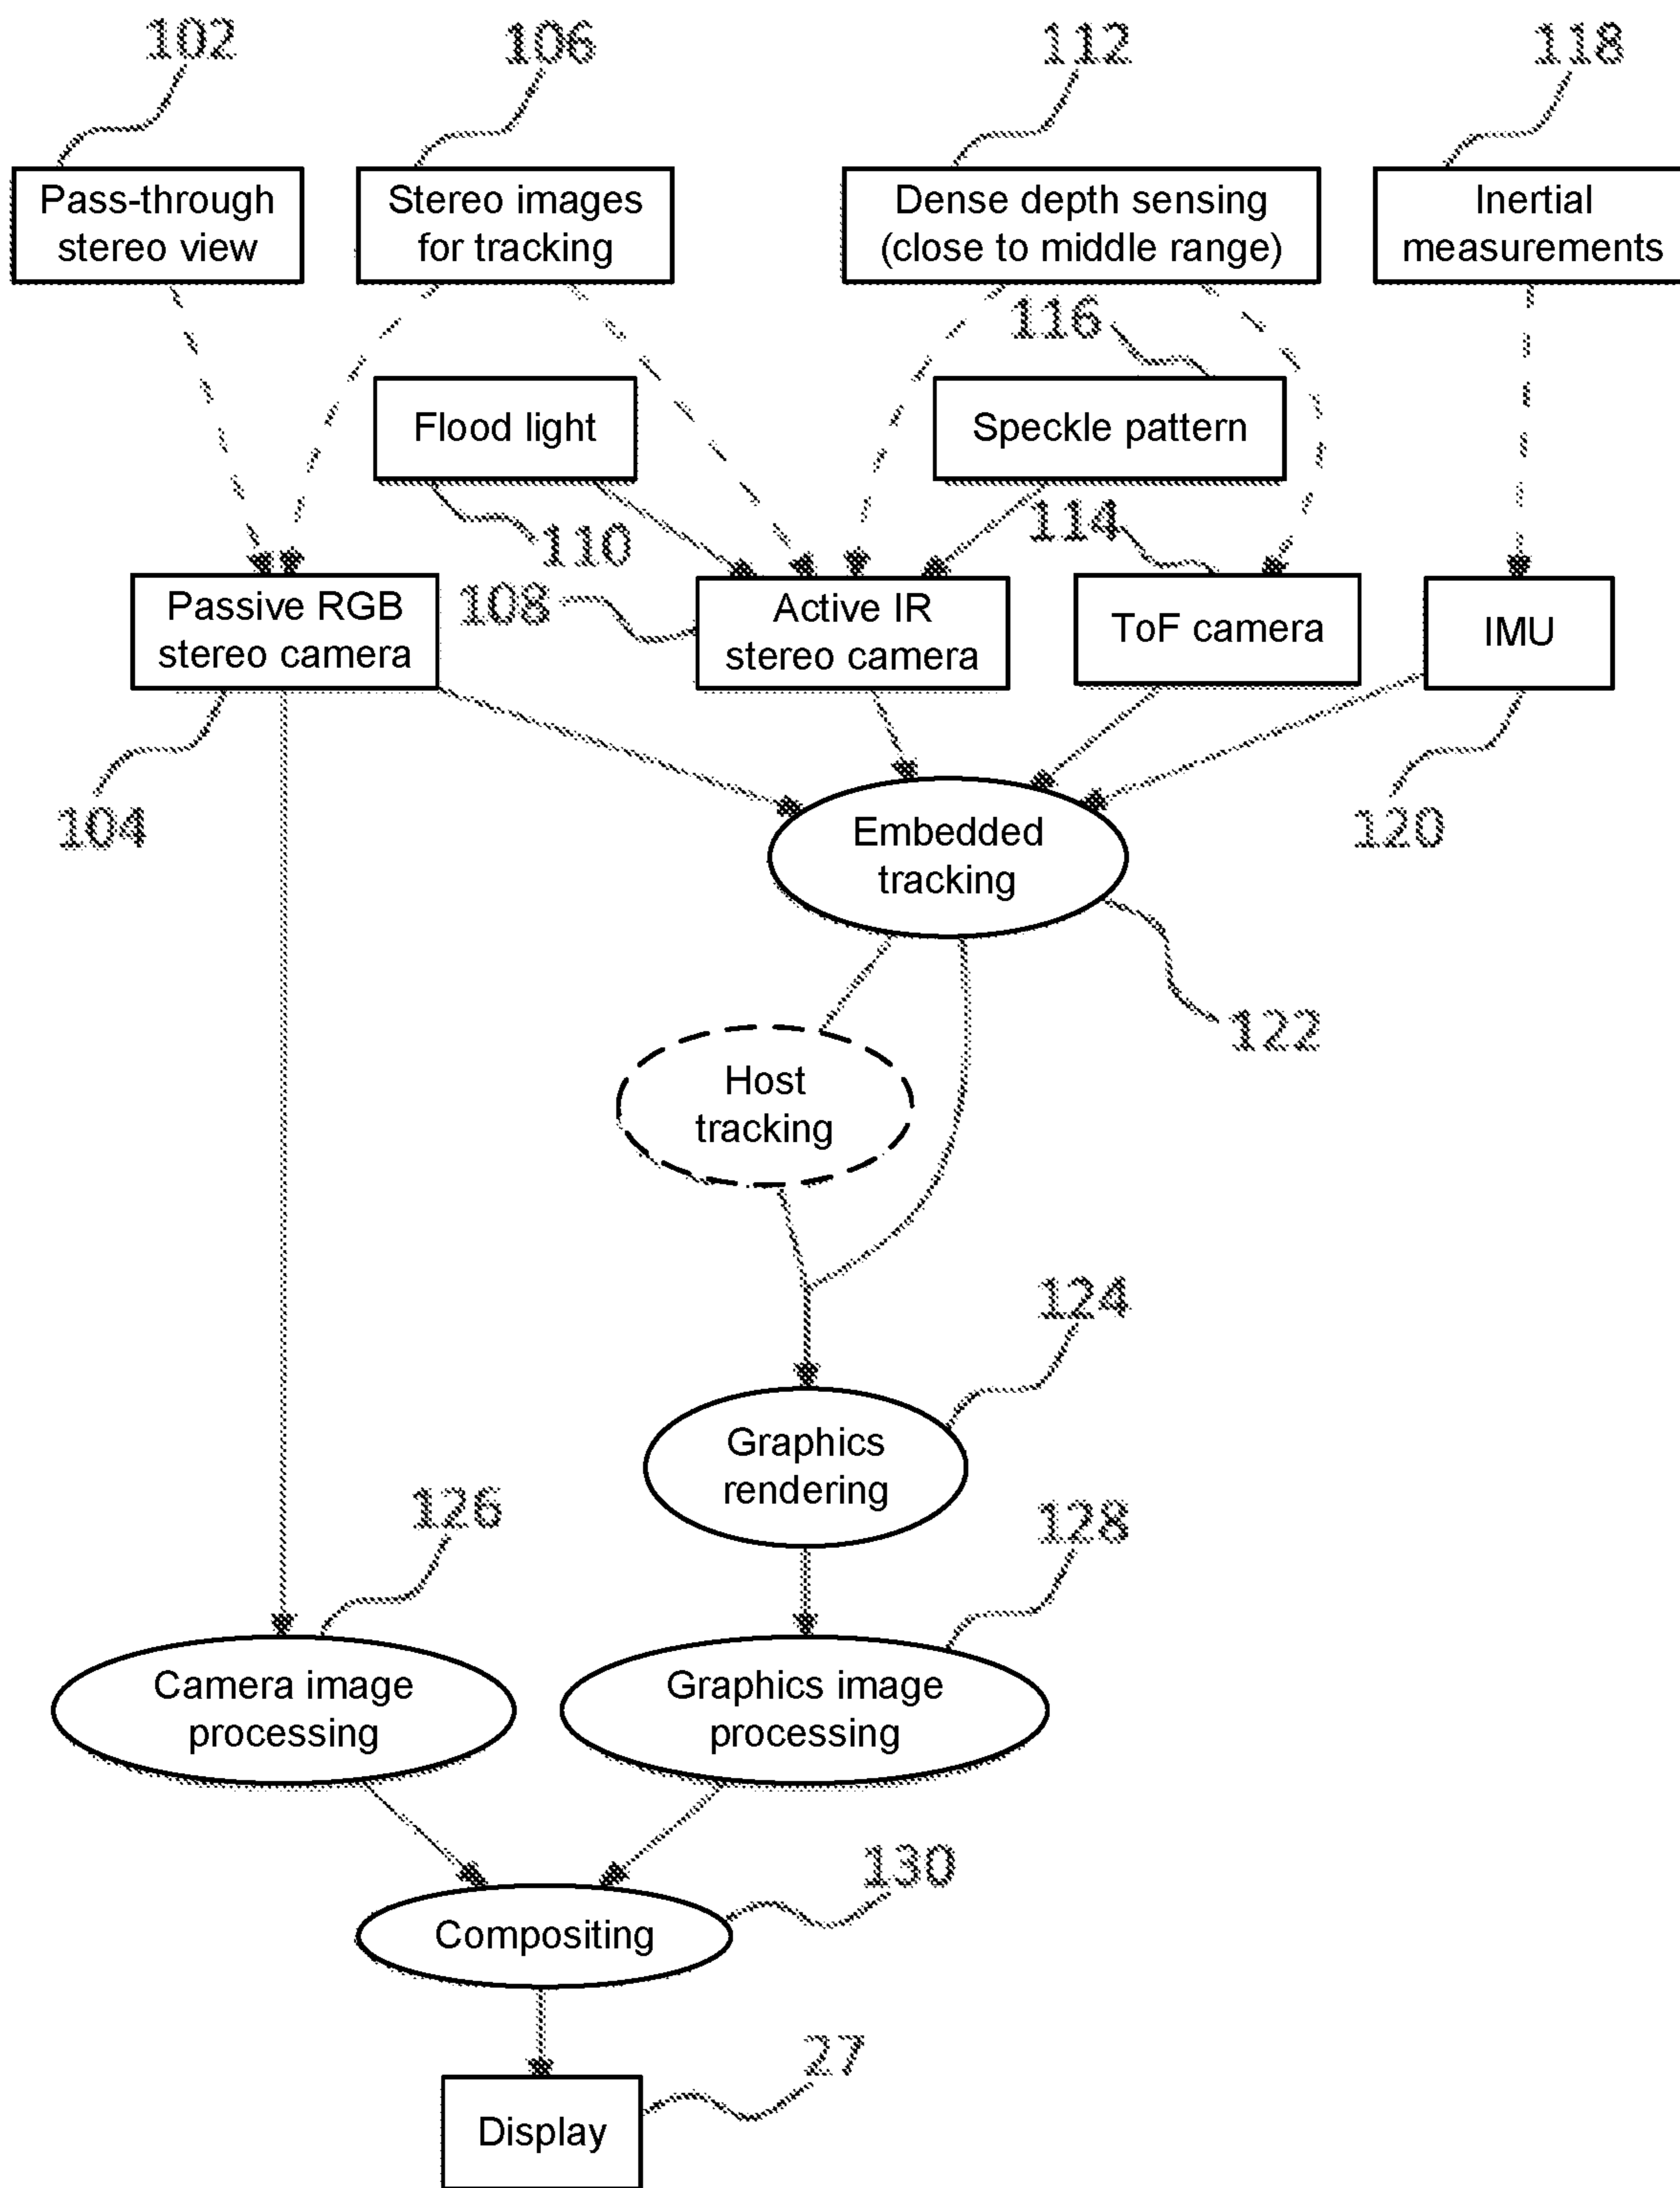 102
106
112
118
Pass-through
stereo view
Stereo images
for tracking
Dense depth sensing
(close to middle range)
Inertial
measurements
116
Flood light
Speckle pattern
110
114
108
Passive RGB
stereo camera
Active IR
stereo camera
ToF camera
IMU
104
120
Embedded
tracking
122
Host
tracking
124
Graphics
rendering
126
128
Camera image
processing
Graphics image
processing
130
Compositing
27
Display